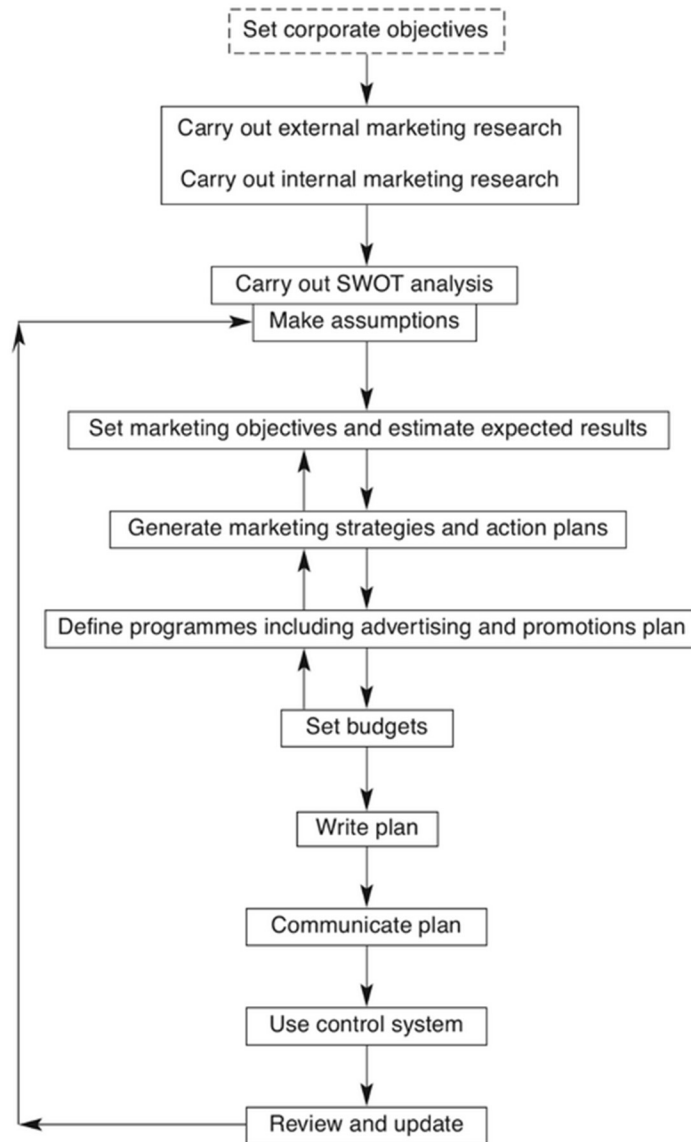 Set corporate objectives
Carry out external marketing research
Carry out internal marketing research
Carry out SWOT analysis
Make assumptions
Set marketing objectives and estimate expected results
Generate marketing strategies and action plans
Define programmes including advertising and promotions plan
Set budgets
Write plan
Communicate plan
Use control system
Review and update